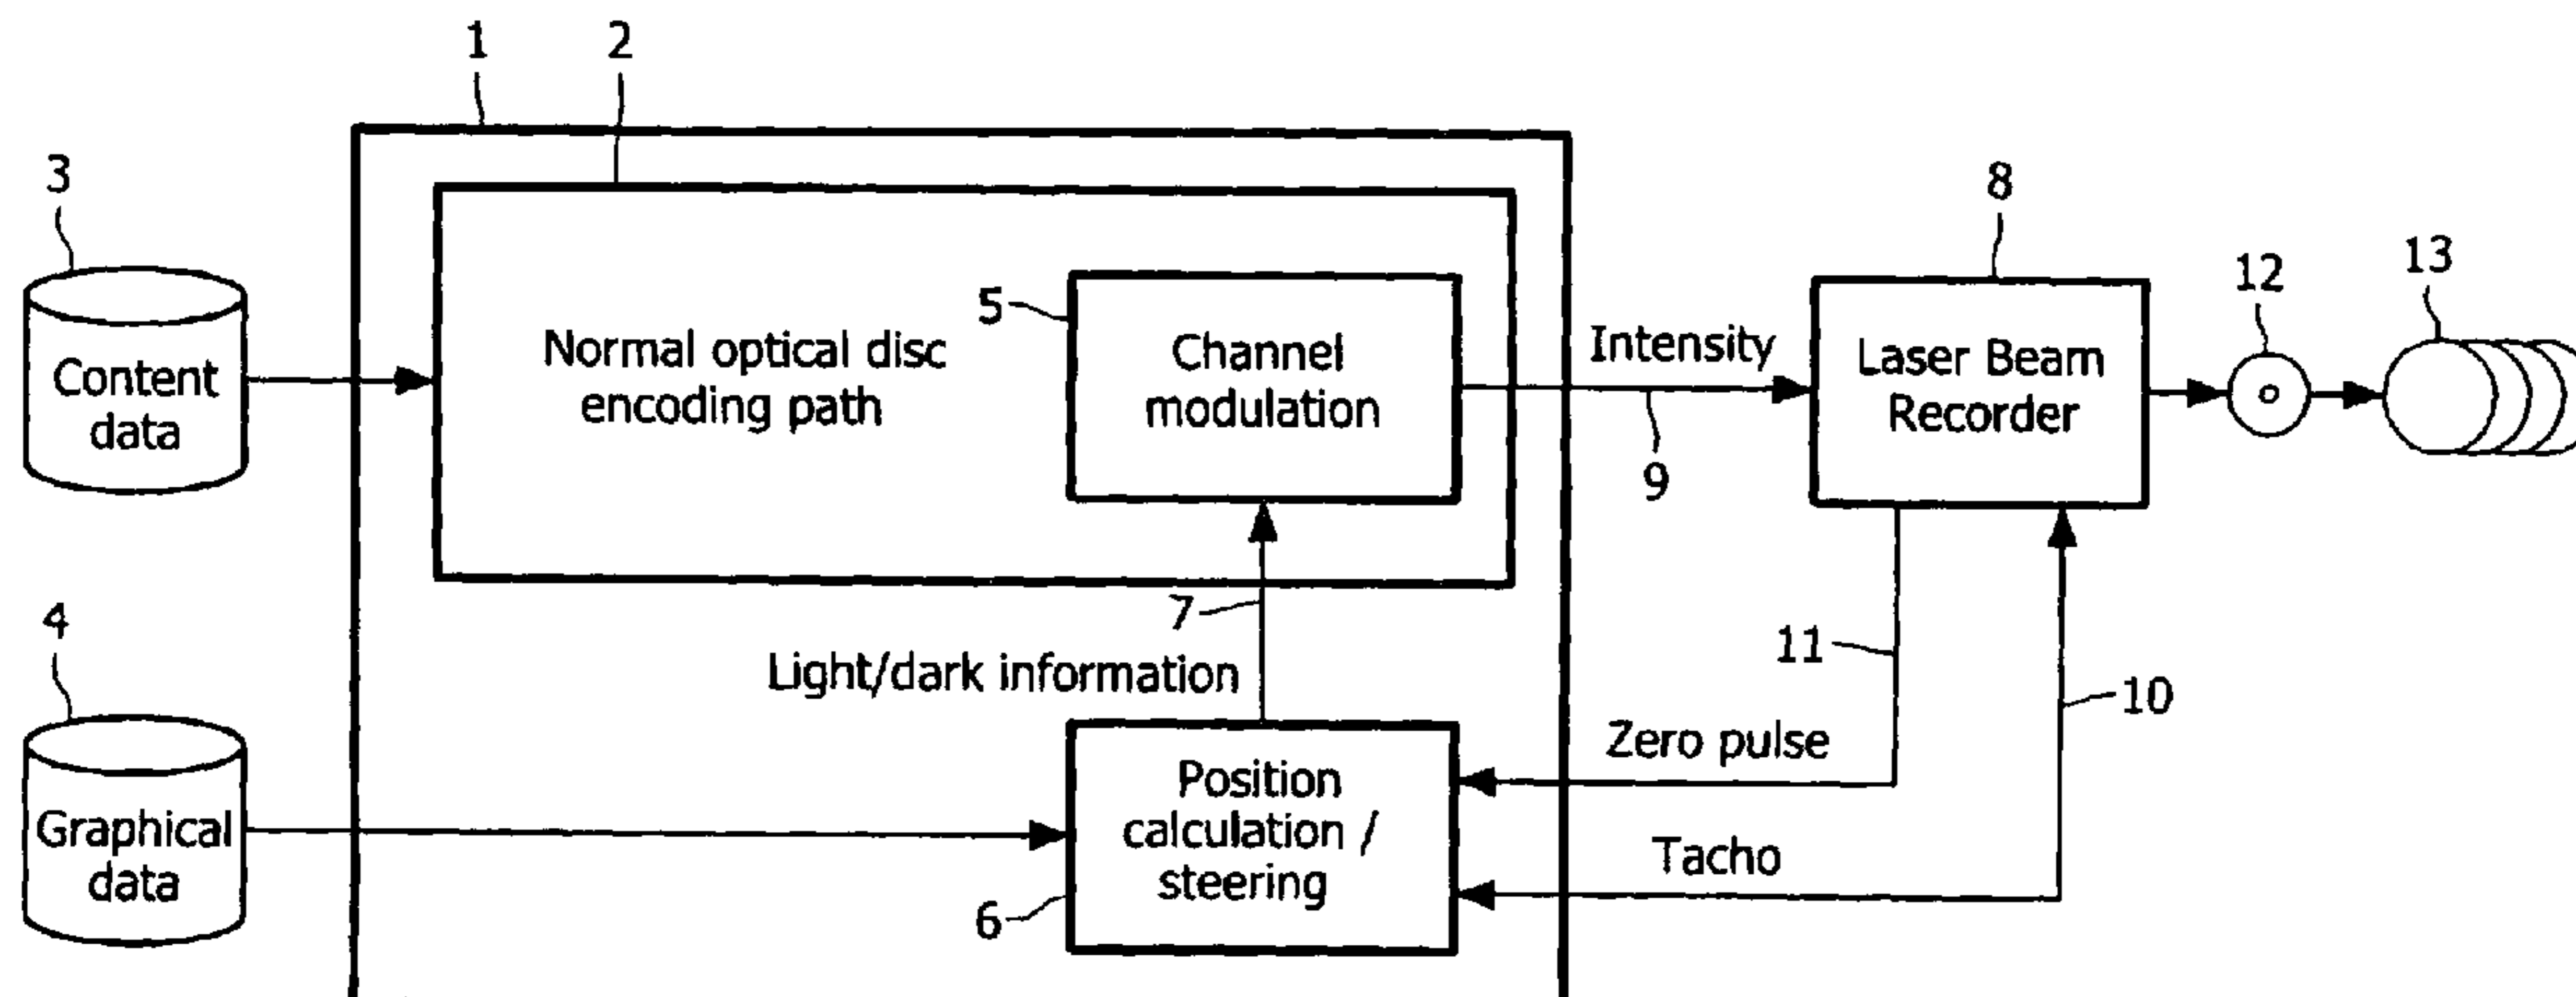 1
2
3
Content
data
Normal optical disc
encoding path
5
Channel
modulation
Intensity
9
8
Laser Beam
Recorder
12
13
4
Graphical
data
7
Light/dark information
Position
calculation /
steering
6
11
10
Zero pulse
Tacho